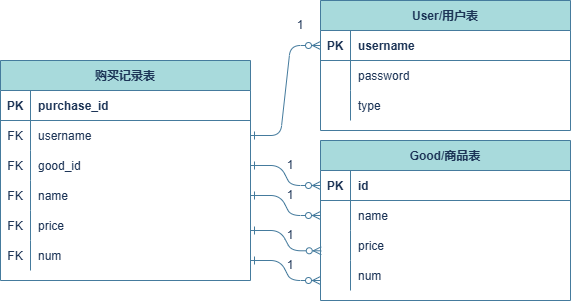 购买记录表
PK purchase_id
FK username
FK good_id
FK name
FK price
FK num
1
1
1
1
1
User/用户表
PK username
password
type
Good/商品表
PK id
name
price
num